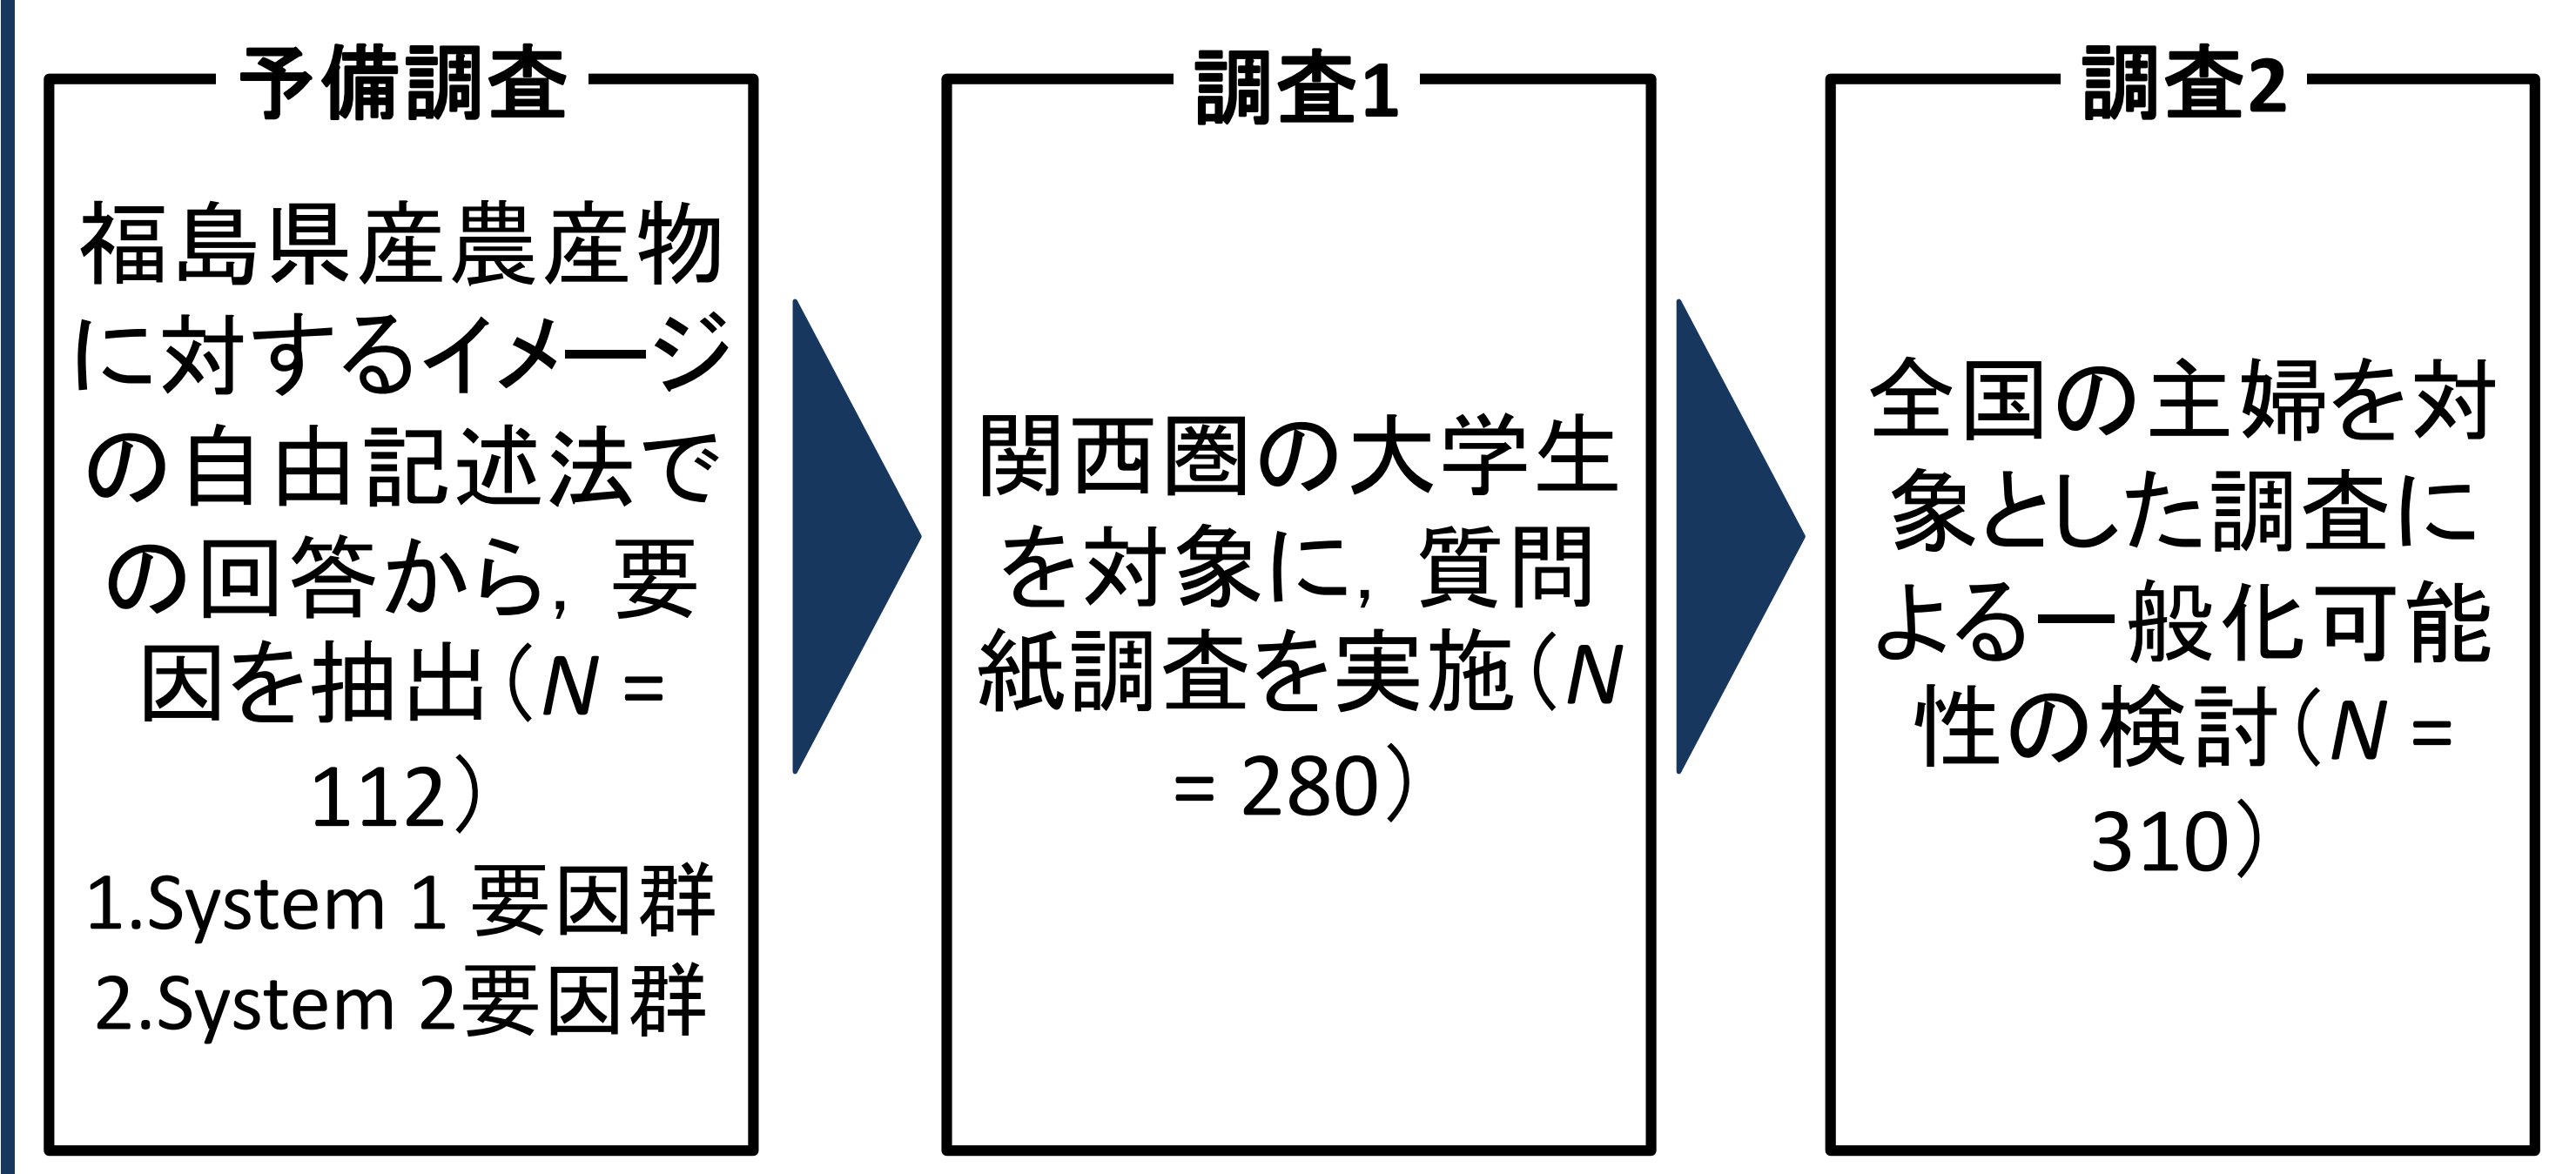 予備調査
福島県産農産物
に対するイメージ
の自由記述法で
の回答から，要
因を抽出（N =
112）
1.System 1 要因群
2.System 2要因群
調査1
関西圏の大学生
を対象に，質問
紙調査を実施（N
= 280）
調査2
全国の主婦を対
象とした調査に
よる一般化可能
性の検討（N =
310）